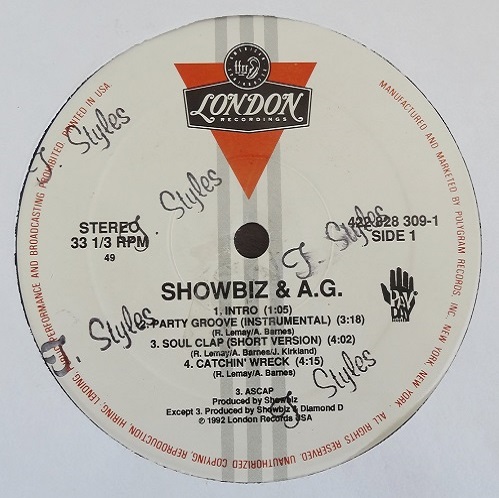 LONDON
RECORDINGS
J. Styles
J. Styles
J. Styles
J. Styles
J. Styles
STEREO
33 1/3 RPM
49
422 828 309-1
SIDE 1
SHOWBIZ & A.G.
1. INTRO (1:05)
2. PARTY GROOVE (INSTRUMENTAL) (3:18)
(R. Lemay/A. Barnes)
3. SOUL CLAP (SHORT VERSION) (4:02)
(R. Lemay/A. Barnes/J. Kirkland)
4. CATCHIN' WRECK (4:15)
(R. Lemay/A. Barnes)
3. ASCAP
Produced by Showbiz
Except 3. Produced by Showbiz & Diamond D
℗ 1992 London Records USA
PAY
DAY
MANUFACTURED AND MARKETED BY POLYGRAM RECORDS, INC. NEW YORK, NEW YORK.
ALL RIGHTS RESERVED. UNAUTHORIZED COPYING, REPRODUCTION, HIRING, LENDING, PERFORMANCE AND BROADCASTING PROHIBITED. PRINTED IN USA.